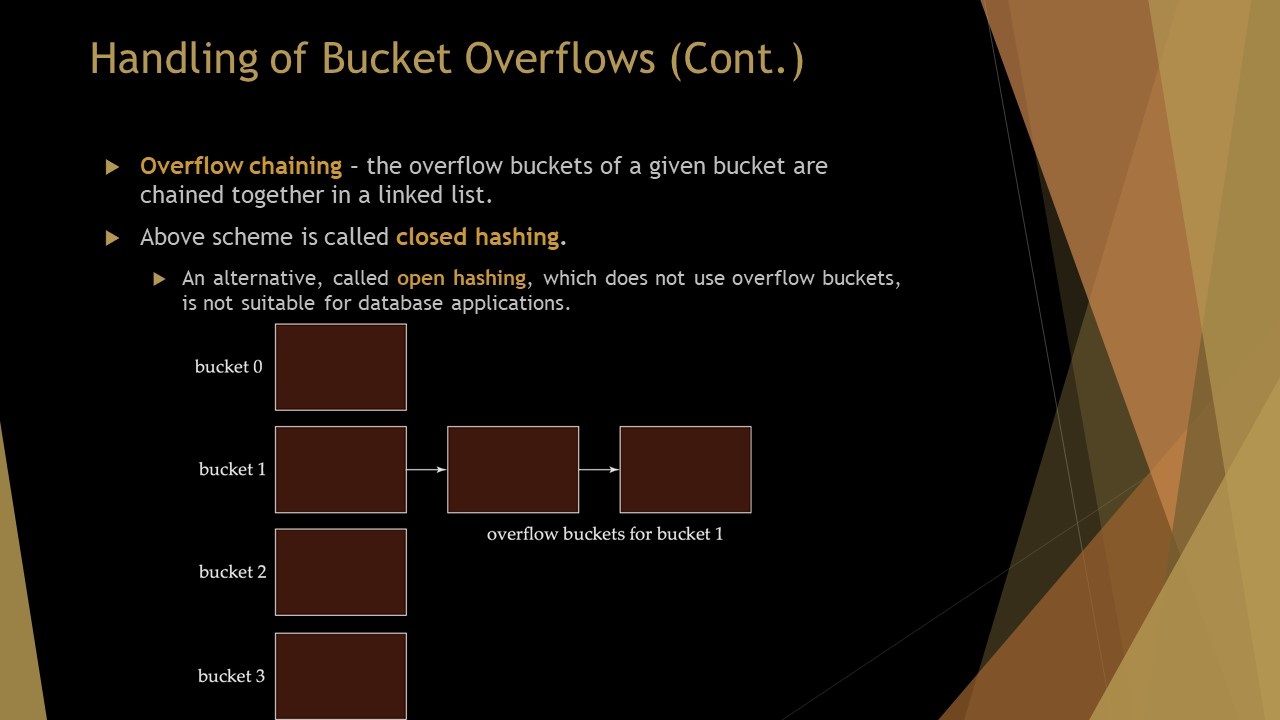 Handling of Bucket Overflows (Cont.)
Overflow chaining – the overflow buckets of a given bucket are
chained together in a linked list.
Above scheme is called closed hashing.
An alternative, called open hashing, which does not use overflow buckets,
is not suitable for database applications.
bucket 0
bucket 1
overflow buckets for bucket 1
bucket 2
bucket 3